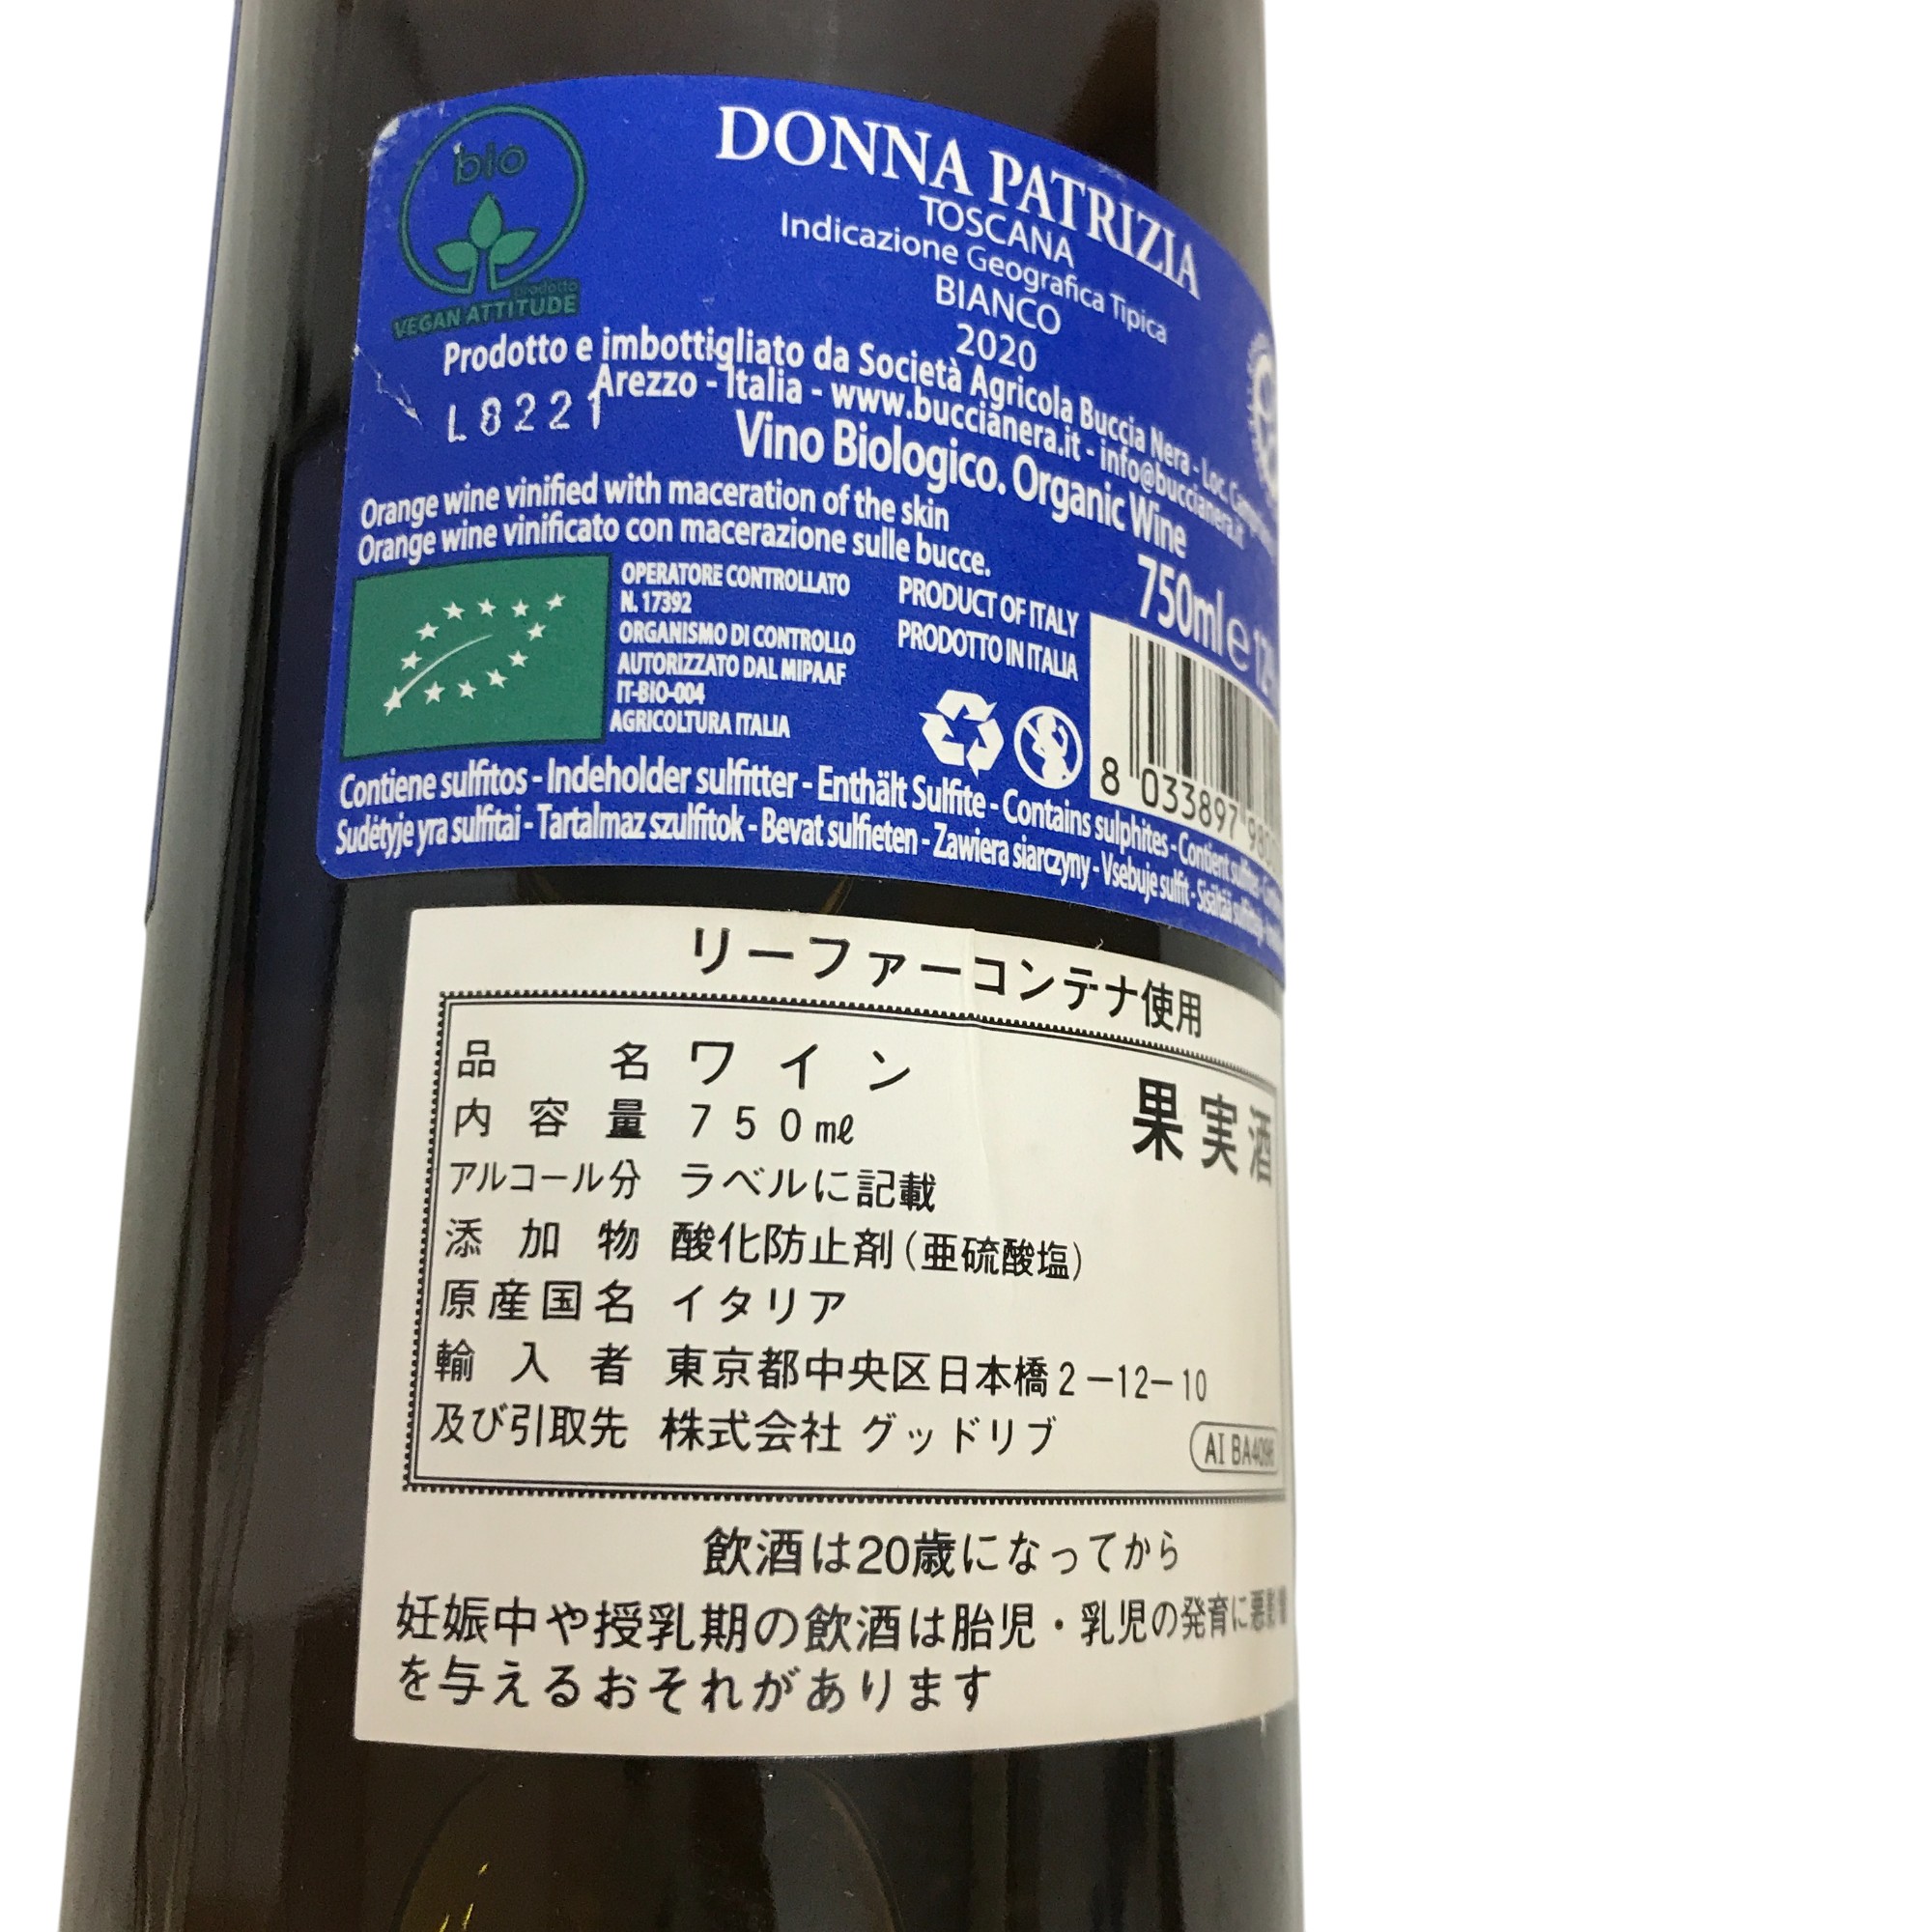 bio
prodotto
VEGAN ATTITUDE
DONNA PATRIZIA
TOSCANA
Indicazione Geografica Tipica
BIANCO
2020
Prodotto e imbottigliato da Società Agricola Buccia Nera - Loc.
Arezzo - Italia - www.buccianera.it - info@buccianera.it
L8221
Vino Biologico. Organic Wine
Orange wine vinified with maceration of the skin
Orange wine vinificato con macerazione sulle bucce.
OPERATORE CONTROLLATO
N. 17392
ORGANISMO DI CONTROLLO
AUTORIZZATO DAL MIPAAF
IT-BIO-004
AGRICOLTURA ITALIA
PRODUCT OF ITALY
PRODOTTO IN ITALIA
750ml e
8 033897
Contiene sulfitos - Indeholder sulfitter - Enthält Sulfite - Contains sulphites - Contient
Sudėtyje yra sulfitai - Tartalmaz szulfitok - Bevat sulfieten - Zawiera siarczyny - Vsebuje sulfit -
リーファーコンテナ使用
品名 ワイン
果実酒
内容量 750㎖
アルコール分 ラベルに記載
添加物 酸化防止剤(亜硫酸塩)
原産国名 イタリア
輸入者 東京都中央区日本橋2-12-10
及び引取先 株式会社 グッドリブ
AI
飲酒は20歳になってから
妊娠中や授乳期の飲酒は胎児・乳児の発育に悪影響
を与えるおそれがあります